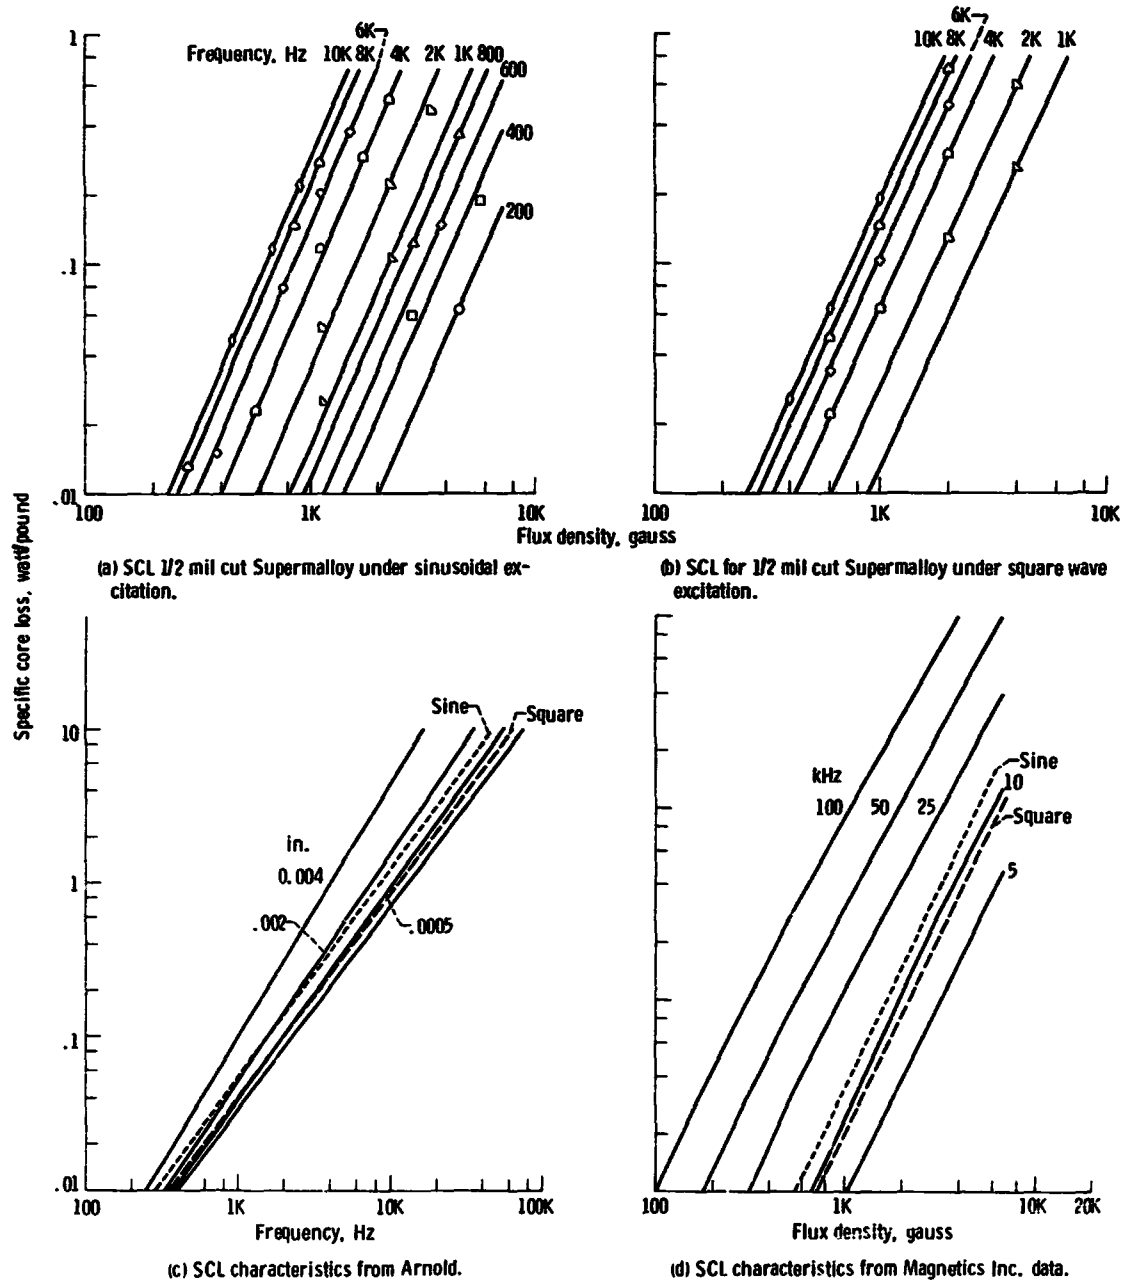 6K
6K
1
Frequency, Hz 10K 8K 4K 2K 1K 800
10K 8K 4K 2K 1K
600
400
200
.1
.01
100 1K 10K
100 1K 10K
Flux density, gauss
Specific core loss, watt/pound
(a) SCL 1/2 mil cut Supermalloy under sinusoidal ex-
citation.
(b) SCL for 1/2 mil cut Supermalloy under square wave
excitation.
Sine
Square
10
in.
0.004
1
.002
.0005
.1
.01
100 1K 10K 100K
Frequency, Hz
(c) SCL characteristics from Arnold.
Sine
kHz
10
100 50 25
Square
5
100 1K 10K 20K
Flux density, gauss
(d) SCL characteristics from Magnetics Inc. data.